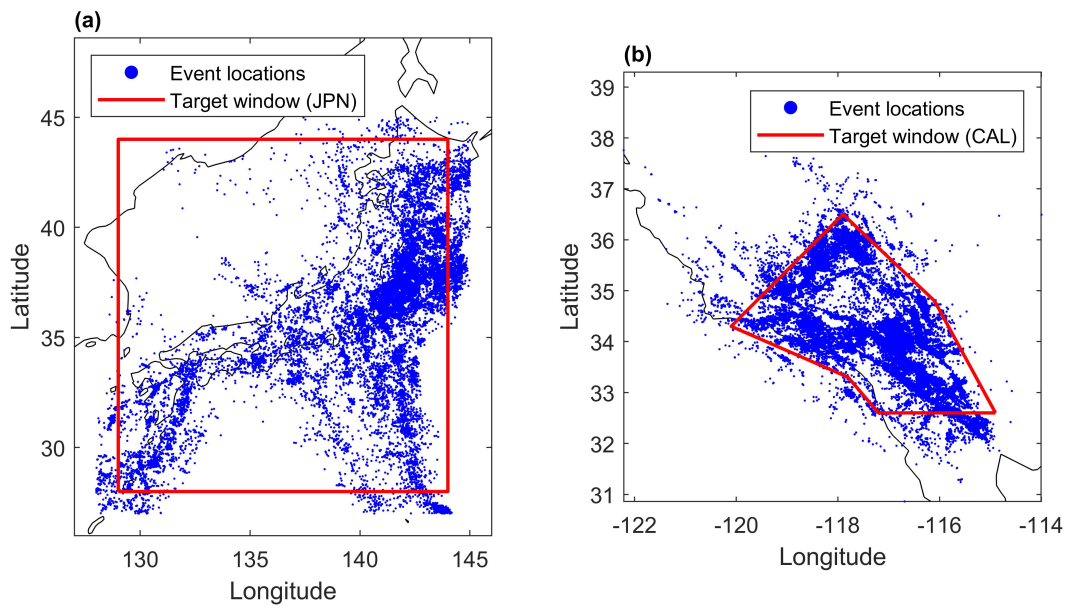 (a)
Event locations
Target window (JPN)
45
40
35
30
130
135
140
145
Latitude
Longitude
(b)
Event locations
Target window (CAL)
39
38
37
36
35
34
33
32
31
-122
-120
-118
-116
-114
Latitude
Longitude